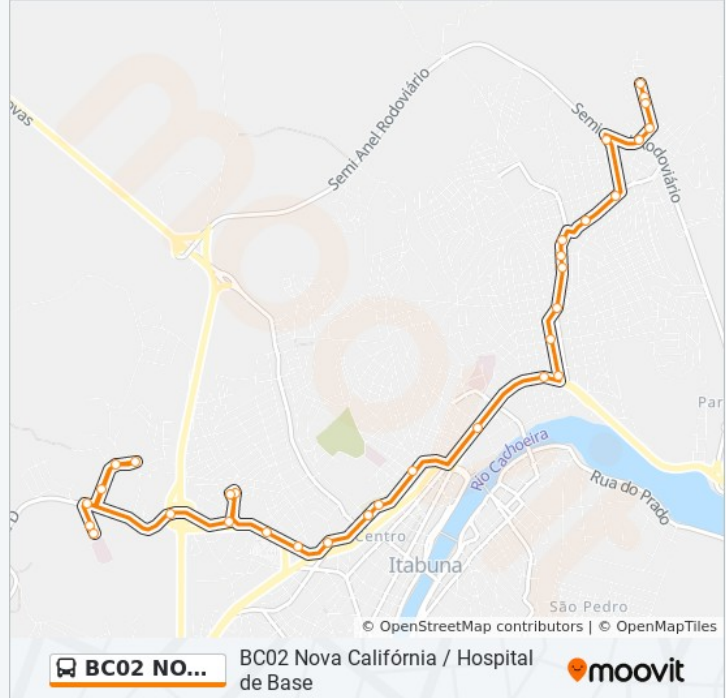 ovas
Semi Anel Rodoviário
Semi
Rodoviário
Par
Rio Cachoeira
Rua do Prado
Centro
Itabuna
São Pedro
© OpenStreetMap contributors | © OpenMapTiles
BC02 NO...
BC02 Nova Califórnia / Hospital
de Base
moovit